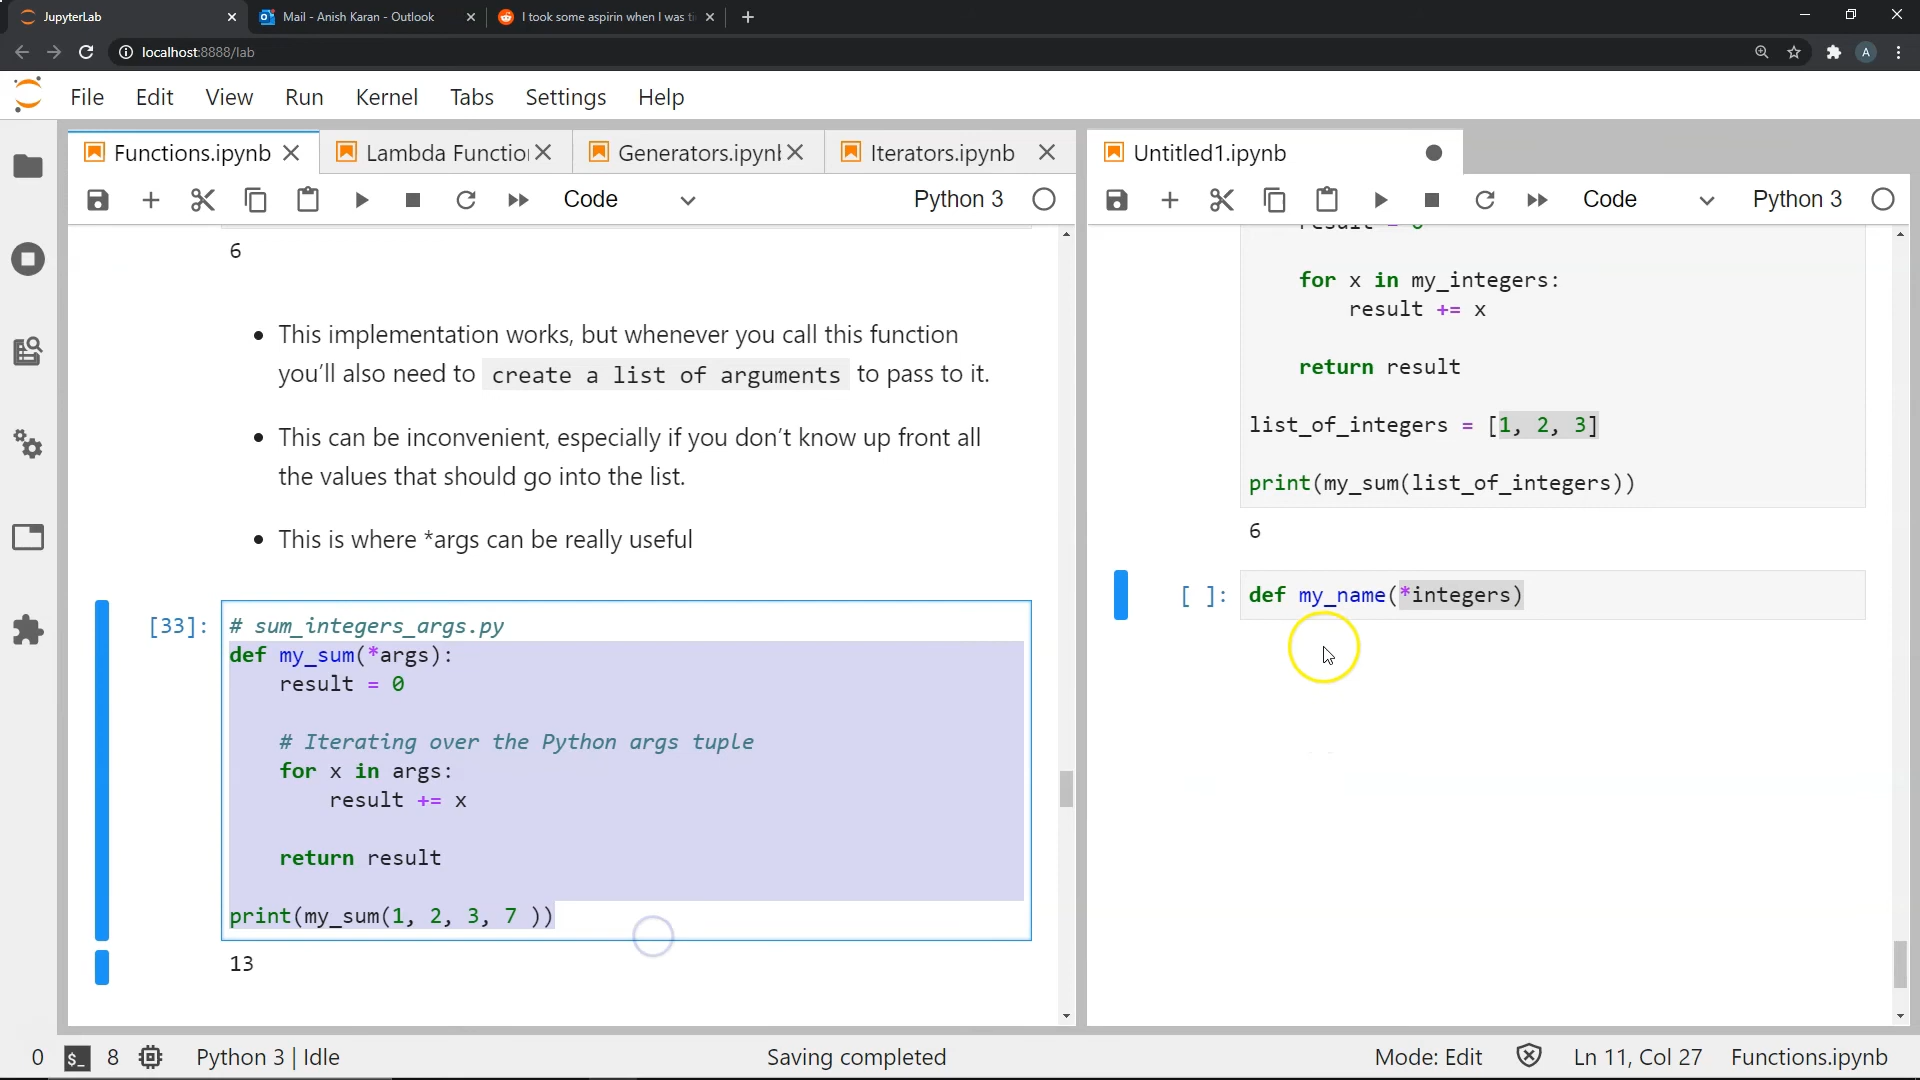 JupyterLab
Mail - Anish Karan - Outlook
I took some aspirin when I was
localhost:8888/lab
A
File Edit View Run Kernel Tabs Settings Help
Functions.ipynb
Lambda Functio
Generators.ipynb
Iterators.ipynb
Untitled1.ipynb
Code
Python 3
Code
Python 3
6
• This implementation works, but whenever you call this function
you'll also need to create a list of arguments to pass to it.
• This can be inconvenient, especially if you don't know up front all
the values that should go into the list.
• This is where *args can be really useful
[33]:
# sum_integers_args.py
def my_sum(*args):
result = 0
# Iterating over the Python args tuple
for x in args:
result += x
return result
print(my_sum(1, 2, 3, 7 ))
13
for x in my_integers:
result += x
return result
list_of_integers = [1, 2, 3]
print(my_sum(list_of_integers))
6
[ ]: def my_name(*integers)
0 $_ 8 Python 3 | Idle
Saving completed
Mode: Edit
Ln 11, Col 27
Functions.ipynb